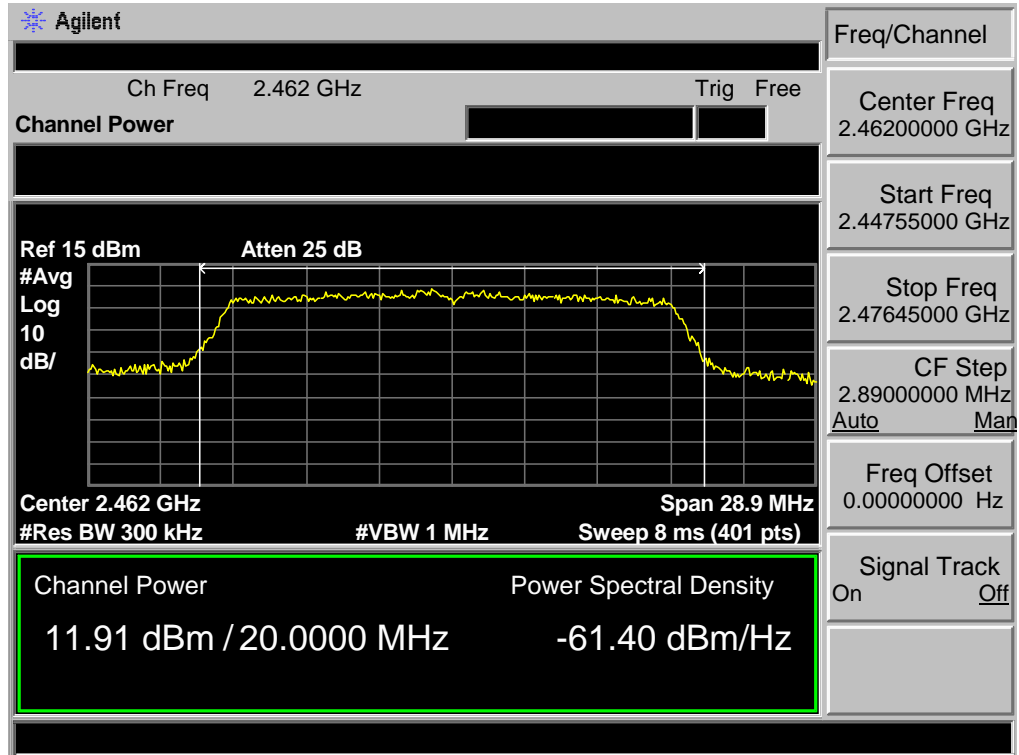 Agilent
Freq/Channel
Ch Freq 2.462 GHz Trig Free
Channel Power
Center Freq
2.46200000 GHz
Start Freq
2.44755000 GHz
Stop Freq
2.47645000 GHz
CF Step
2.89000000 MHz
Auto Man
Freq Offset
0.00000000 Hz
Signal Track
On Off
Ref 15 dBm Atten 25 dB
#Avg
Log
10
dB/
Center 2.462 GHz Span 28.9 MHz
#Res BW 300 kHz #VBW 1 MHz Sweep 8 ms (401 pts)
Channel Power Power Spectral Density
11.91 dBm / 20.0000 MHz -61.40 dBm/Hz